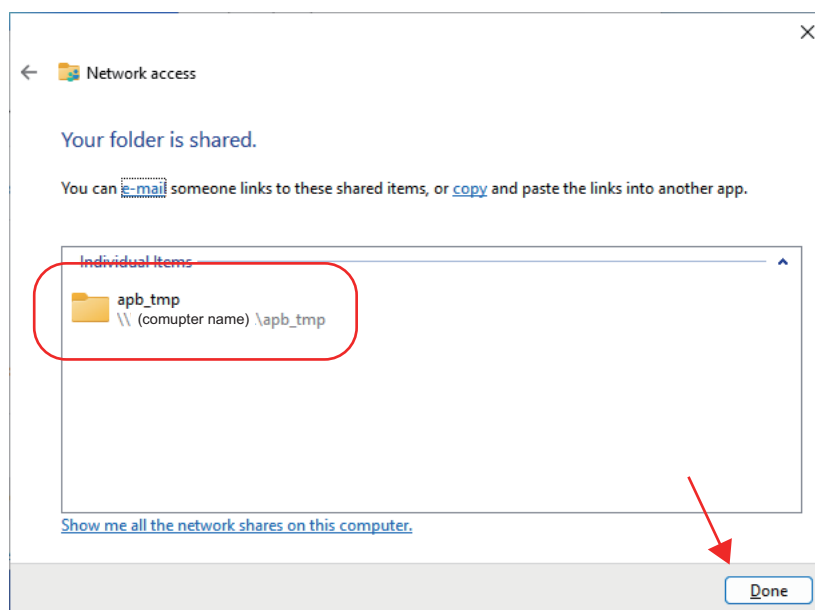 Network access
Your folder is shared.
You can e-mail someone links to these shared items, or copy and paste the links into another app.
Individual Items
apb_tmp
\\ (comupter name) .\apb_tmp
Show me all the network shares on this computer.
Done